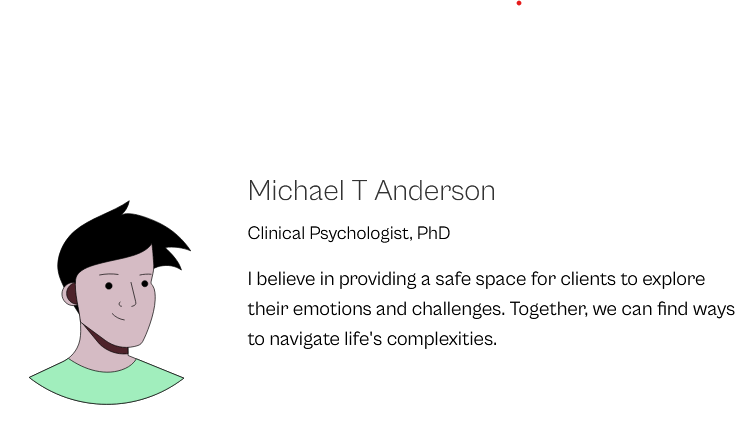 Michael T Anderson
Clinical Psychologist, PhD
I believe in providing a safe space for clients to explore
their emotions and challenges. Together, we can find ways
to navigate life's complexities.